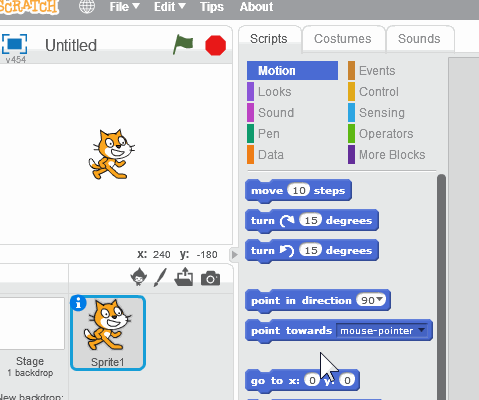 SCRATCH
File Edit Tips About
Untitled
v454
Scripts
Costumes
Sounds
Motion
Events
Looks
Control
Sound
Sensing
Pen
Operators
Data
More Blocks
move 10 steps
turn 15 degrees
turn 15 degrees
x: 240 y: -180
point in direction 90
point towards mouse-pointer
Sprite1
Stage
1 backdrop
go to x: 0 y: 0
New backdrop: